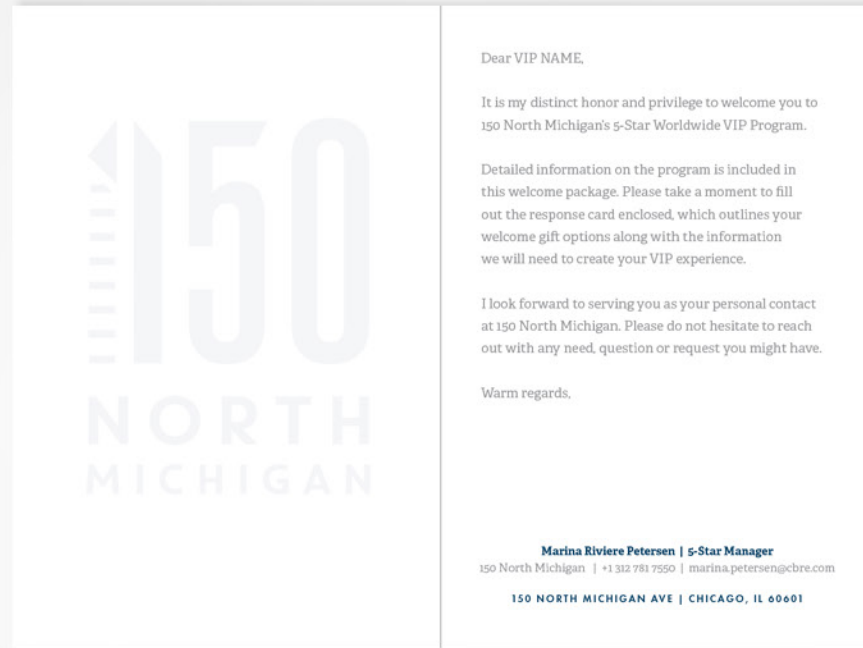 150
NORTH
MICHIGAN
Dear VIP NAME,
It is my distinct honor and privilege to welcome you to
150 North Michigan's 5-Star Worldwide VIP Program.
Detailed information on the program is included in
this welcome package. Please take a moment to fill
out the response card enclosed, which outlines your
welcome gift options along with the information
we will need to create your VIP experience.
I look forward to serving you as your personal contact
at 150 North Michigan. Please do not hesitate to reach
out with any need, question or request you might have.
Warm regards,
Marina Riviere Petersen | 5-Star Manager
150 North Michigan | +1 312 781 7550 | marina.petersen@cbre.com
150 NORTH MICHIGAN AVE | CHICAGO, IL 60601